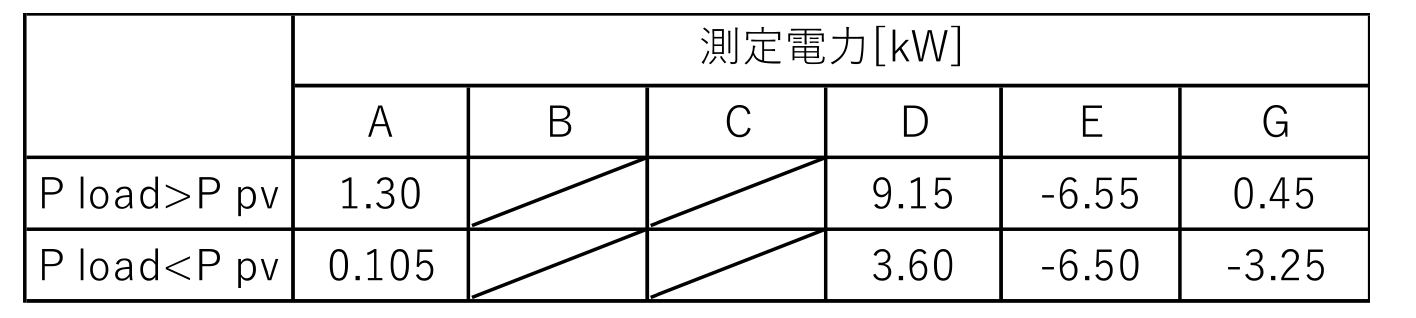 測定電力[kW]
A B C D E G
P load>P pv 1.30 9.15 -6.55 0.45
P load<P pv 0.105 3.60 -6.50 -3.25